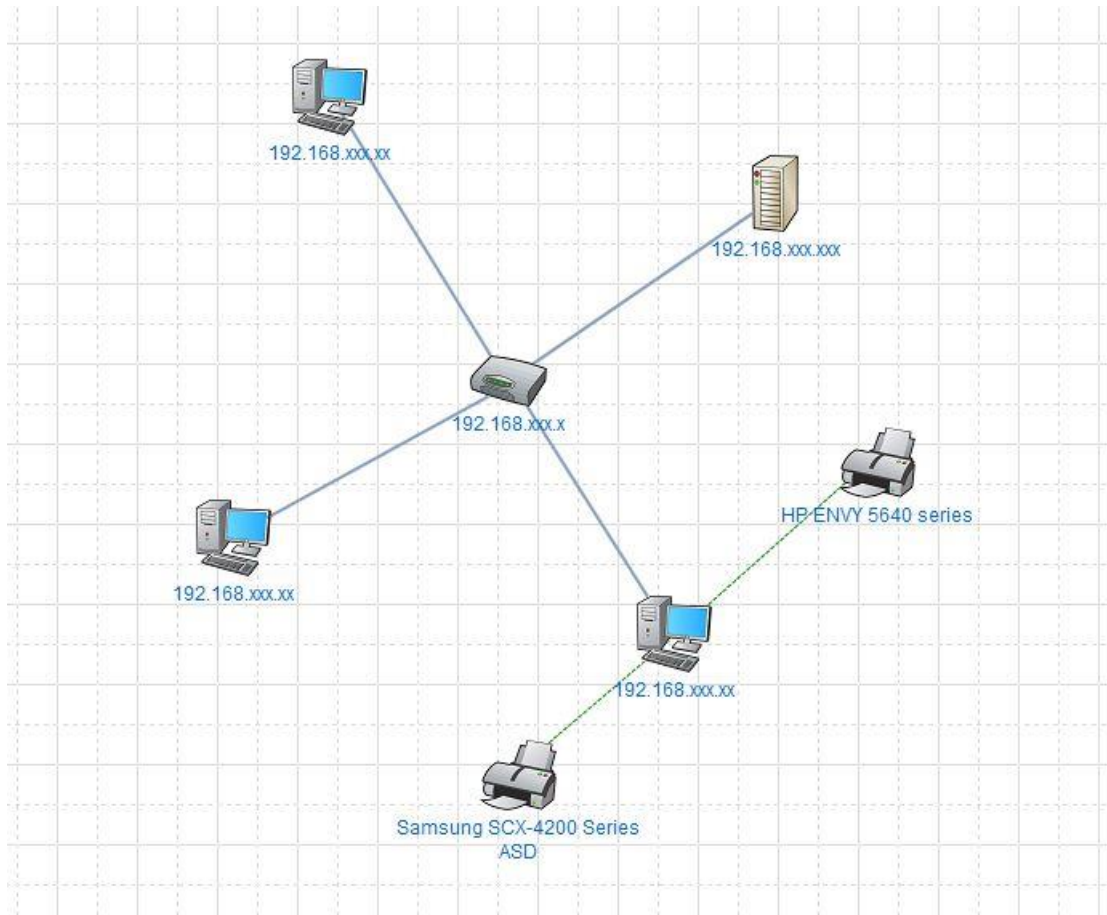 192.168.xxx.xx
192.168.xxx.xxx
192.168.xxx.x
HP ENVY 5640 series
192.168.xxx.xx
192.168.xxx.xx
Samsung SCX-4200 Series
ASD